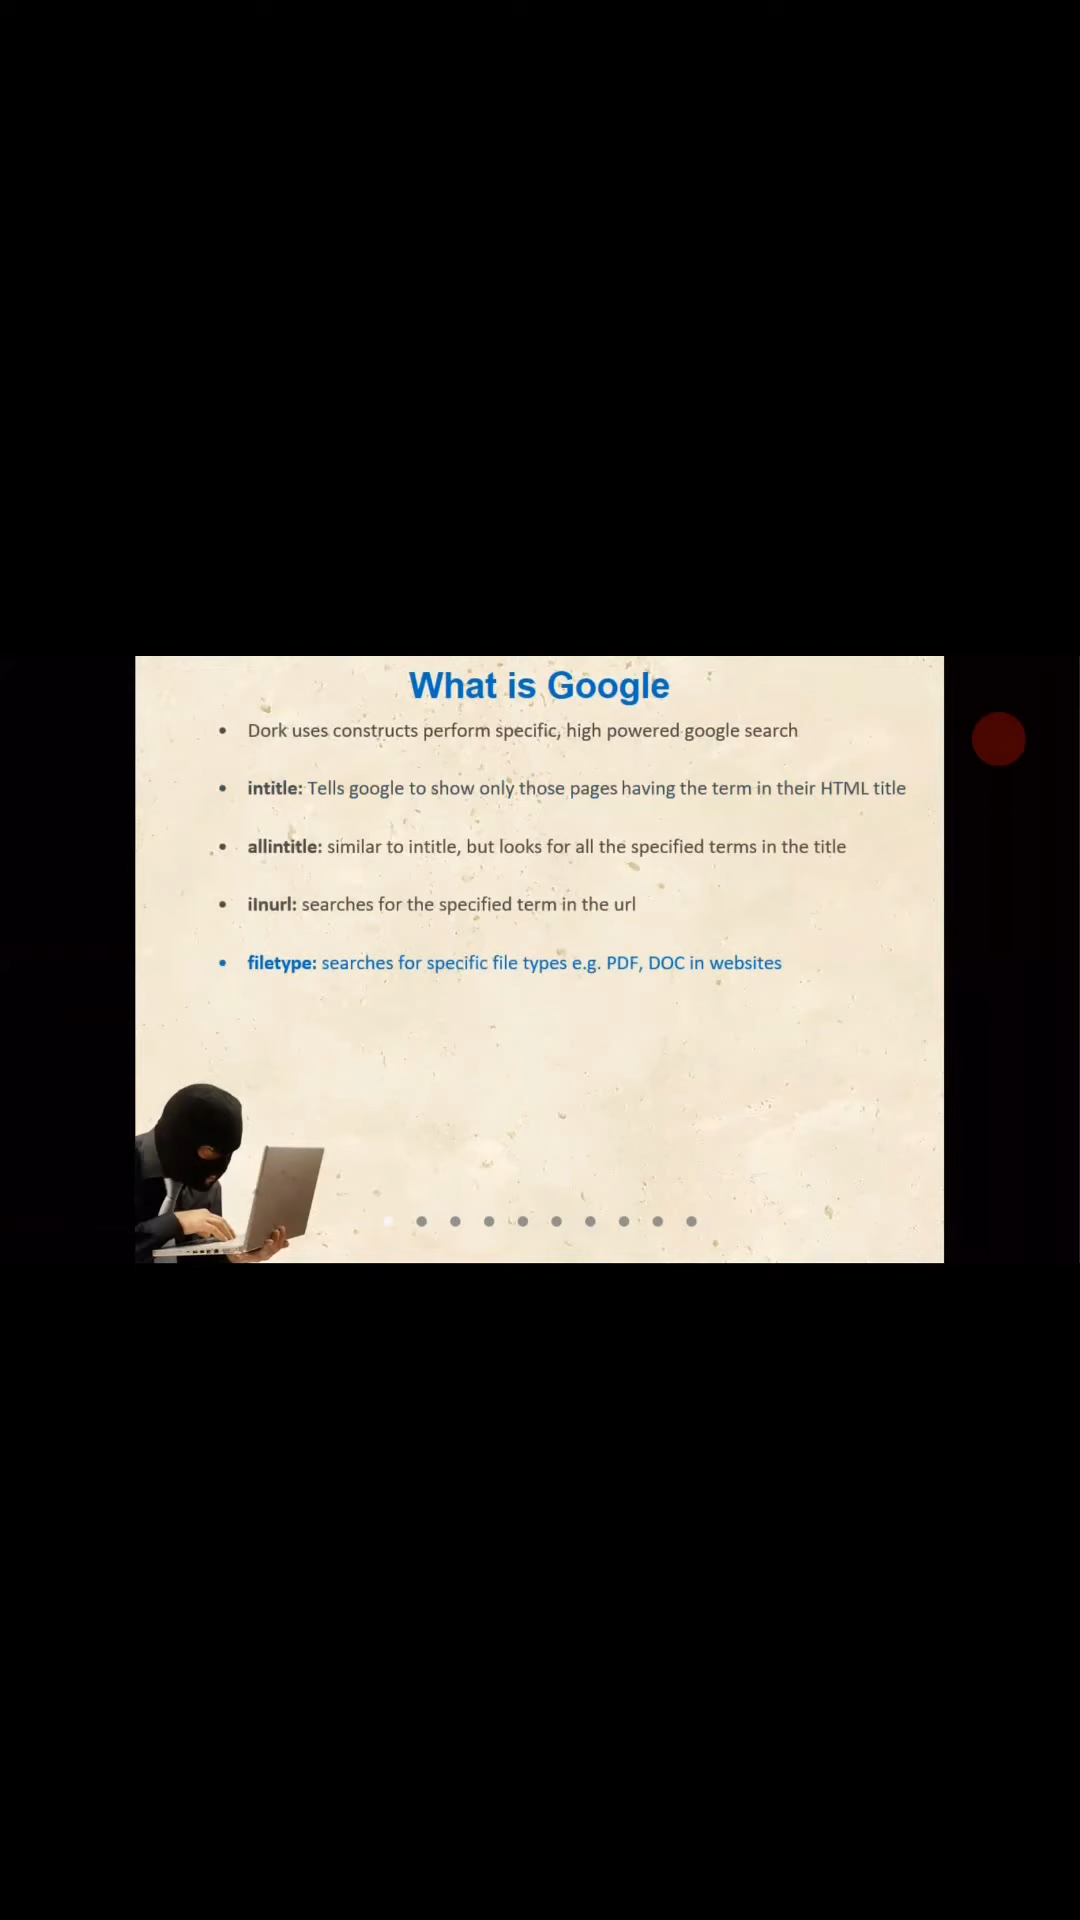 What is Google
• Dork uses constructs perform specific, high powered google search
• intitle: Tells google to show only those pages having the term in their HTML title
• allintitle: similar to intitle, but looks for all the specified terms in the title
• iInurl: searches for the specified term in the url
• filetype: searches for specific file types e.g. PDF, DOC in websites